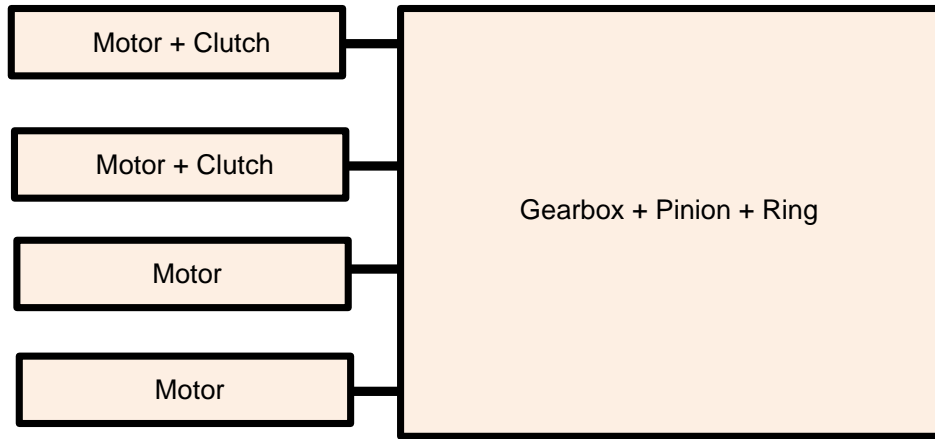 Motor + Clutch
Motor + Clutch
Gearbox + Pinion + Ring
Motor
Motor